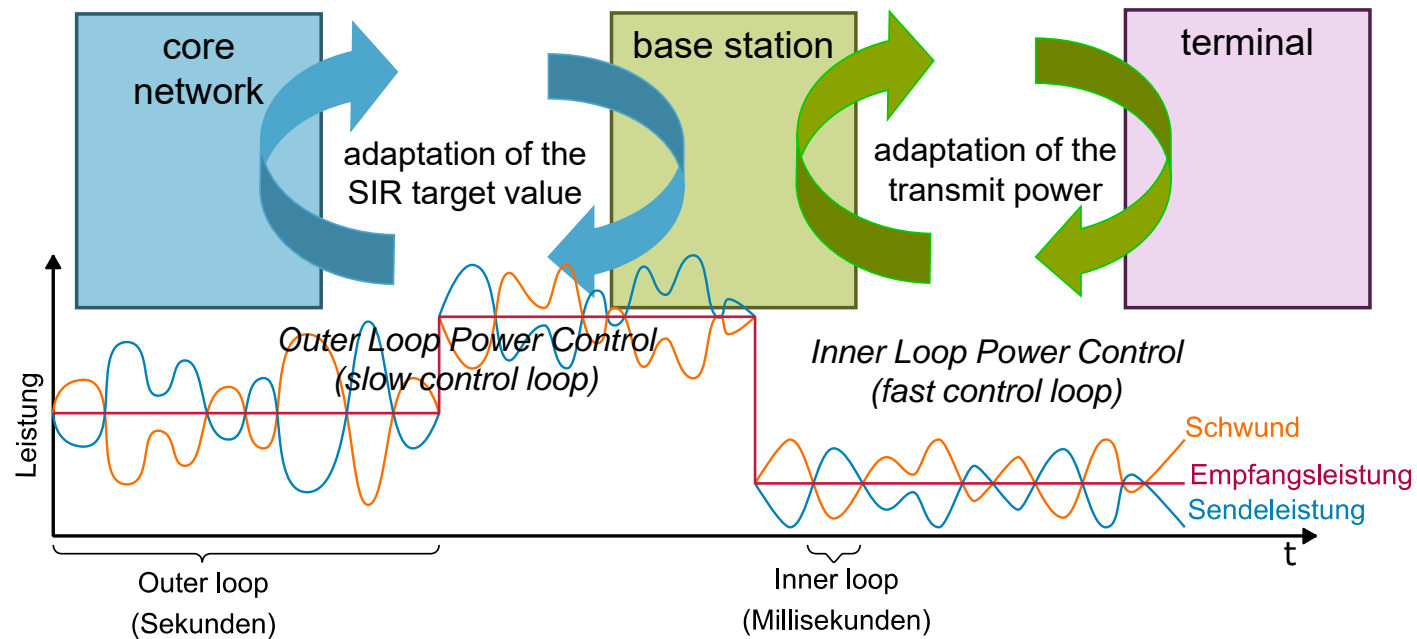 core
network
base station
terminal
adaptation of the
SIR target value
adaptation of the
transmit power
Outer Loop Power Control
(slow control loop)
Inner Loop Power Control
(fast control loop)
Leistung
Schwund
Empfangsleistung
Sendeleistung
t
Outer loop
(Sekunden)
Inner loop
(Millisekunden)